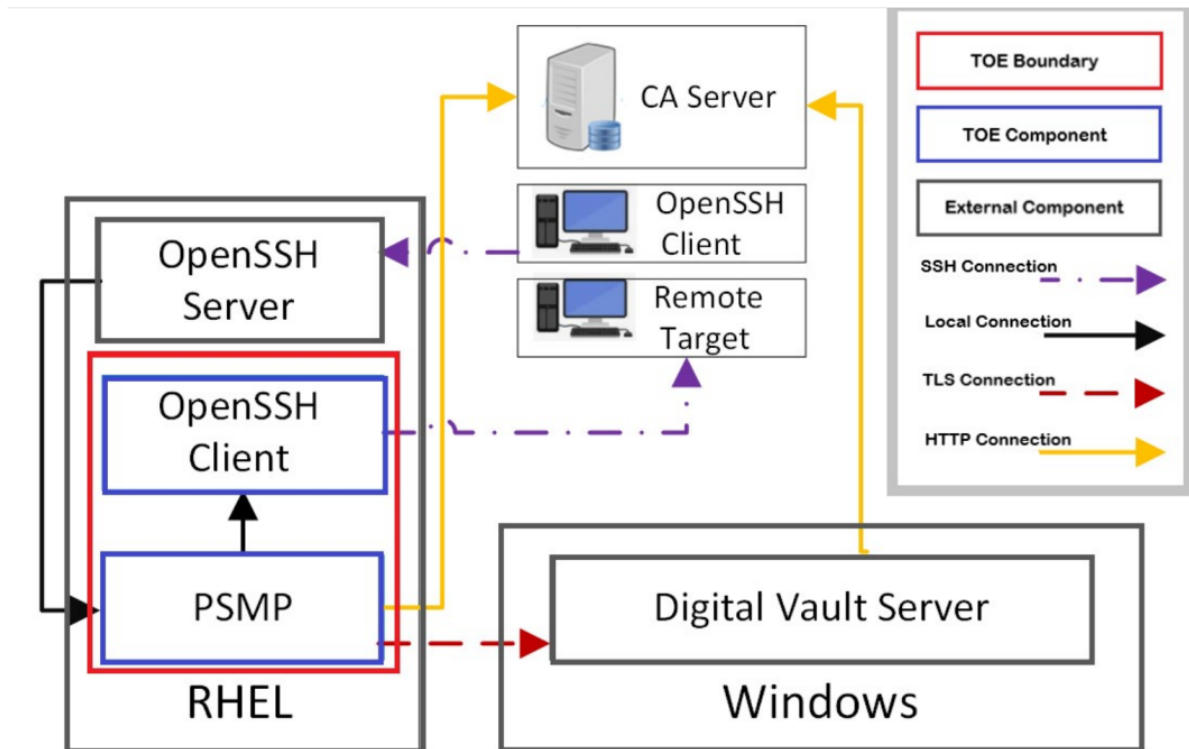 CA Server
OpenSSH
Client
Remote
Target
OpenSSH
Server
OpenSSH
Client
PSMP
RHEL
Digital Vault Server
Windows
TOE Boundary
TOE Component
External Component
SSH Connection
Local Connection
TLS Connection
HTTP Connection